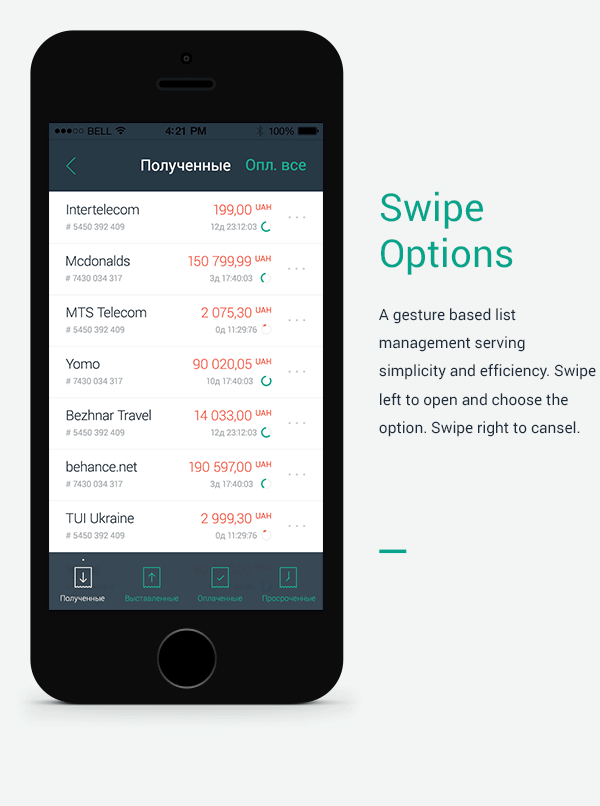 BELL 4:21 PM 100%
Полученные Опл. все
Intertelecom 199,00 UAH
# 5450 392 409 12д 23:12:03
Mcdonalds 150 799,99 UAH
# 7430 034 317 3д 17:40:03
MTS Telecom 2 075,30 UAH
# 5450 392 409 0д 11:29:76
Yomo 90 020,05 UAH
# 7430 034 317 10д 17:40:03
Bezhnar Travel 14 033,00 UAH
# 5450 392 409 12д 23:12:03
behance.net 190 597,00 UAH
# 7430 034 317 3д 17:40:03
TUI Ukraine 2 999,30 UAH
# 5450 392 409 0д 11:29:76
Полученные Выставленные Оплаченные Просроченные
Swipe
Options
A gesture based list
management serving
simplicity and efficiency. Swipe
left to open and choose the
option. Swipe right to cansel.